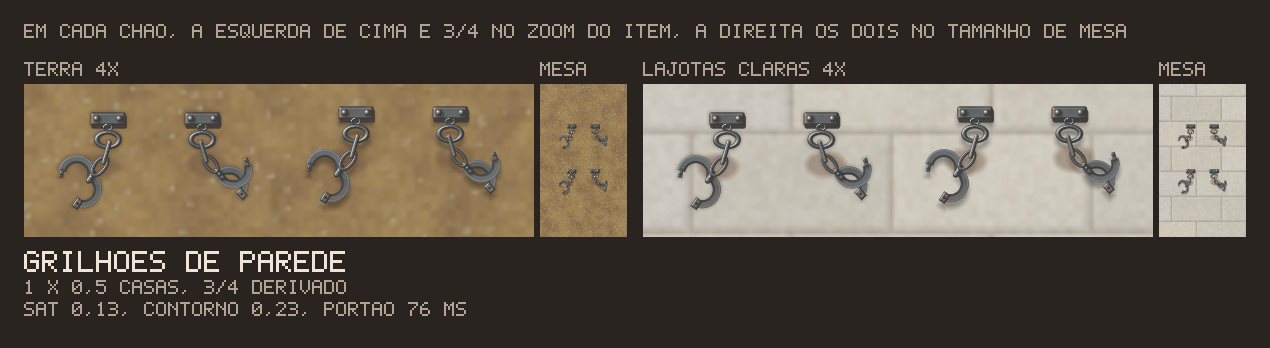 EM CADA CHAO, A ESQUERDA DE CIMA E 3/4 NO ZOOM DO ITEM, A DIREITA OS DOIS NO TAMANHO DE MESA
TERRA 4X MESA LAJOTAS CLARAS 4X MESA
GRILHOES DE PAREDE
1 X 0,5 CASAS, 3/4 DERIVADO
SAT 0,13, CONTORNO 0,23, PORTAO 76 MS